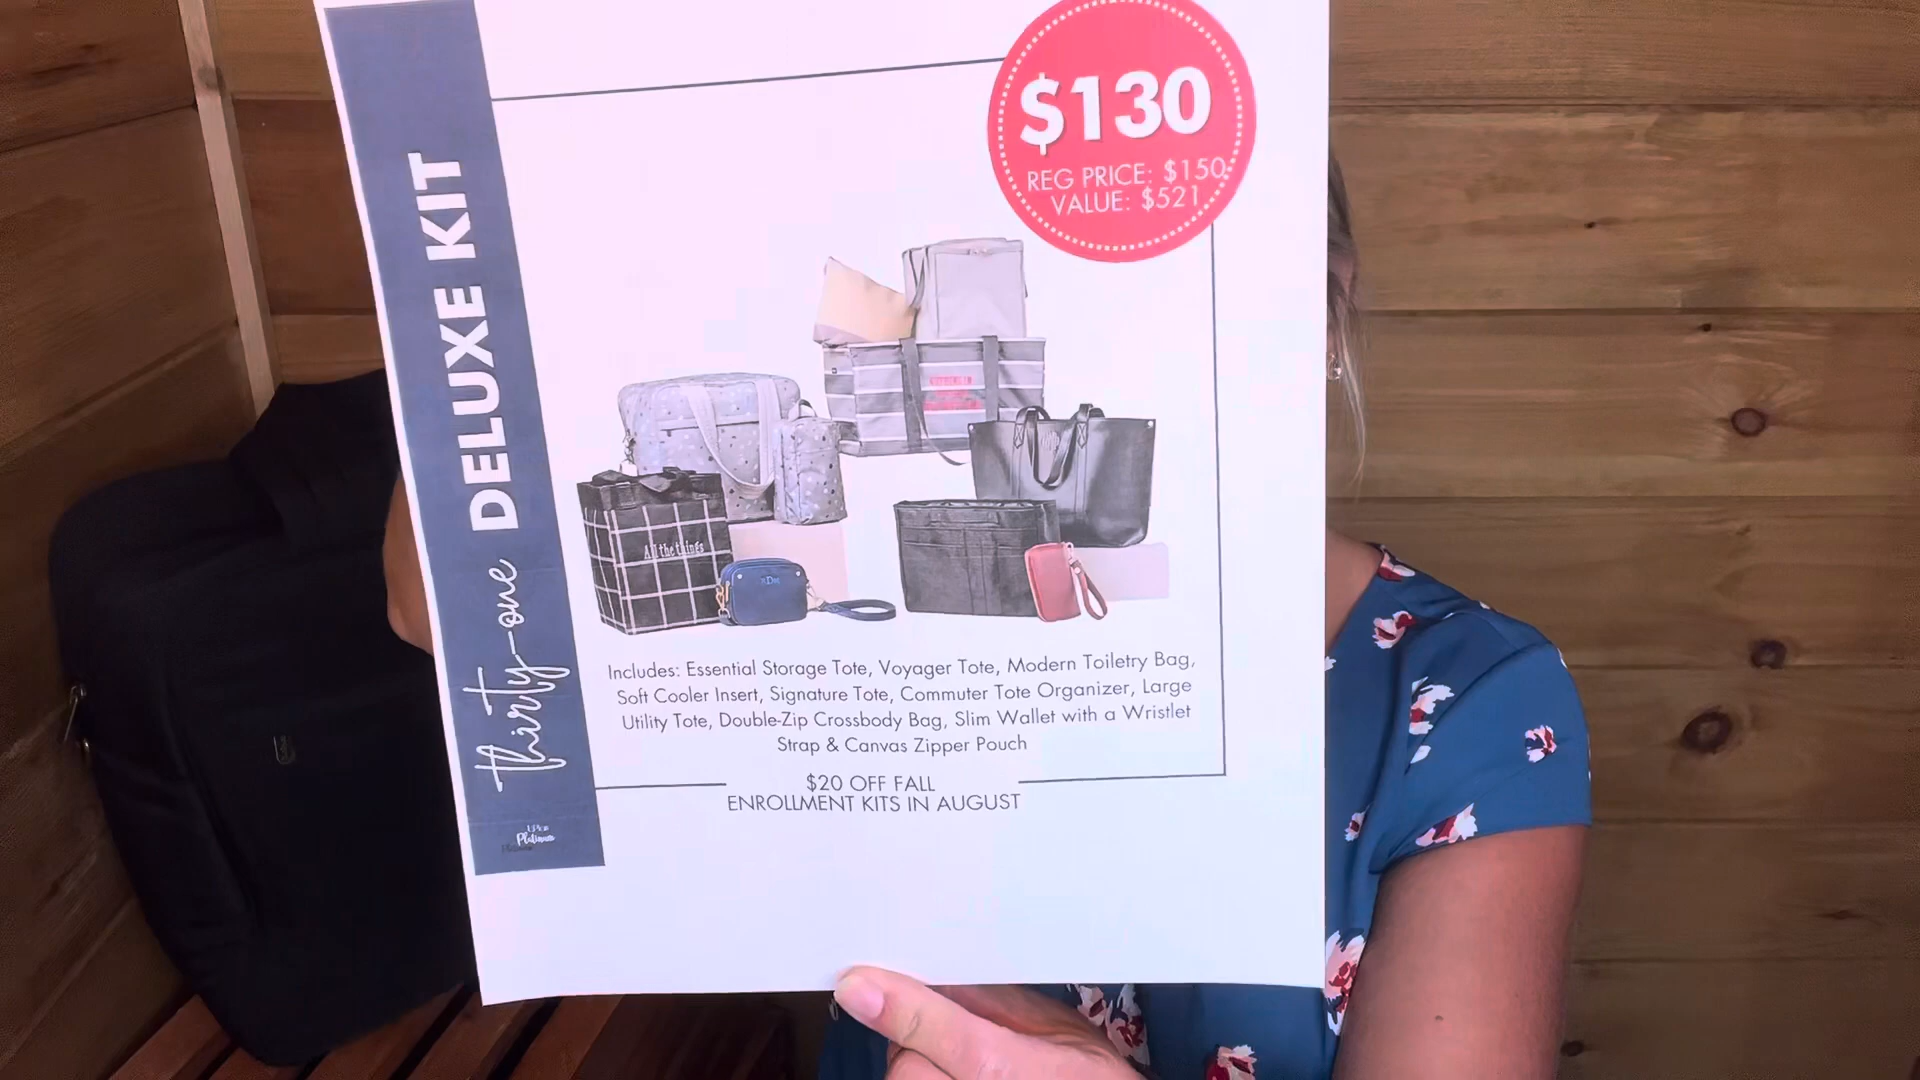 $130
REG PRICE: $150
VALUE: $521
thirty-one DELUXE KIT
All the things
Includes: Essential Storage Tote, Voyager Tote, Modern Toiletry Bag,
Soft Cooler Insert, Signature Tote, Commuter Tote Organizer, Large
Utility Tote, Double-Zip Crossbody Bag, Slim Wallet with a Wristlet
Strap & Canvas Zipper Pouch
$20 OFF FALL
ENROLLMENT KITS IN AUGUST
Platinum